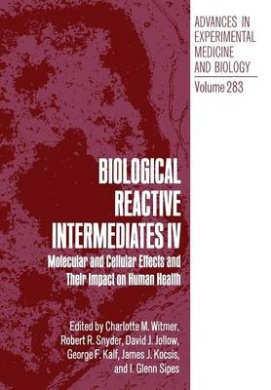 ADVANCES IN
EXPERIMENTAL
MEDICINE
AND BIOLOGY
Volume 283
BIOLOGICAL
REACTIVE
INTERMEDIATES IV
Molecular and Cellular Effects and
Their Impact on Human Health
Edited by Charlotte M. Witmer,
Robert R. Snyder, David J. Jollow,
George F. Kalf, James J. Kocsis,
and I. Glenn Sipes